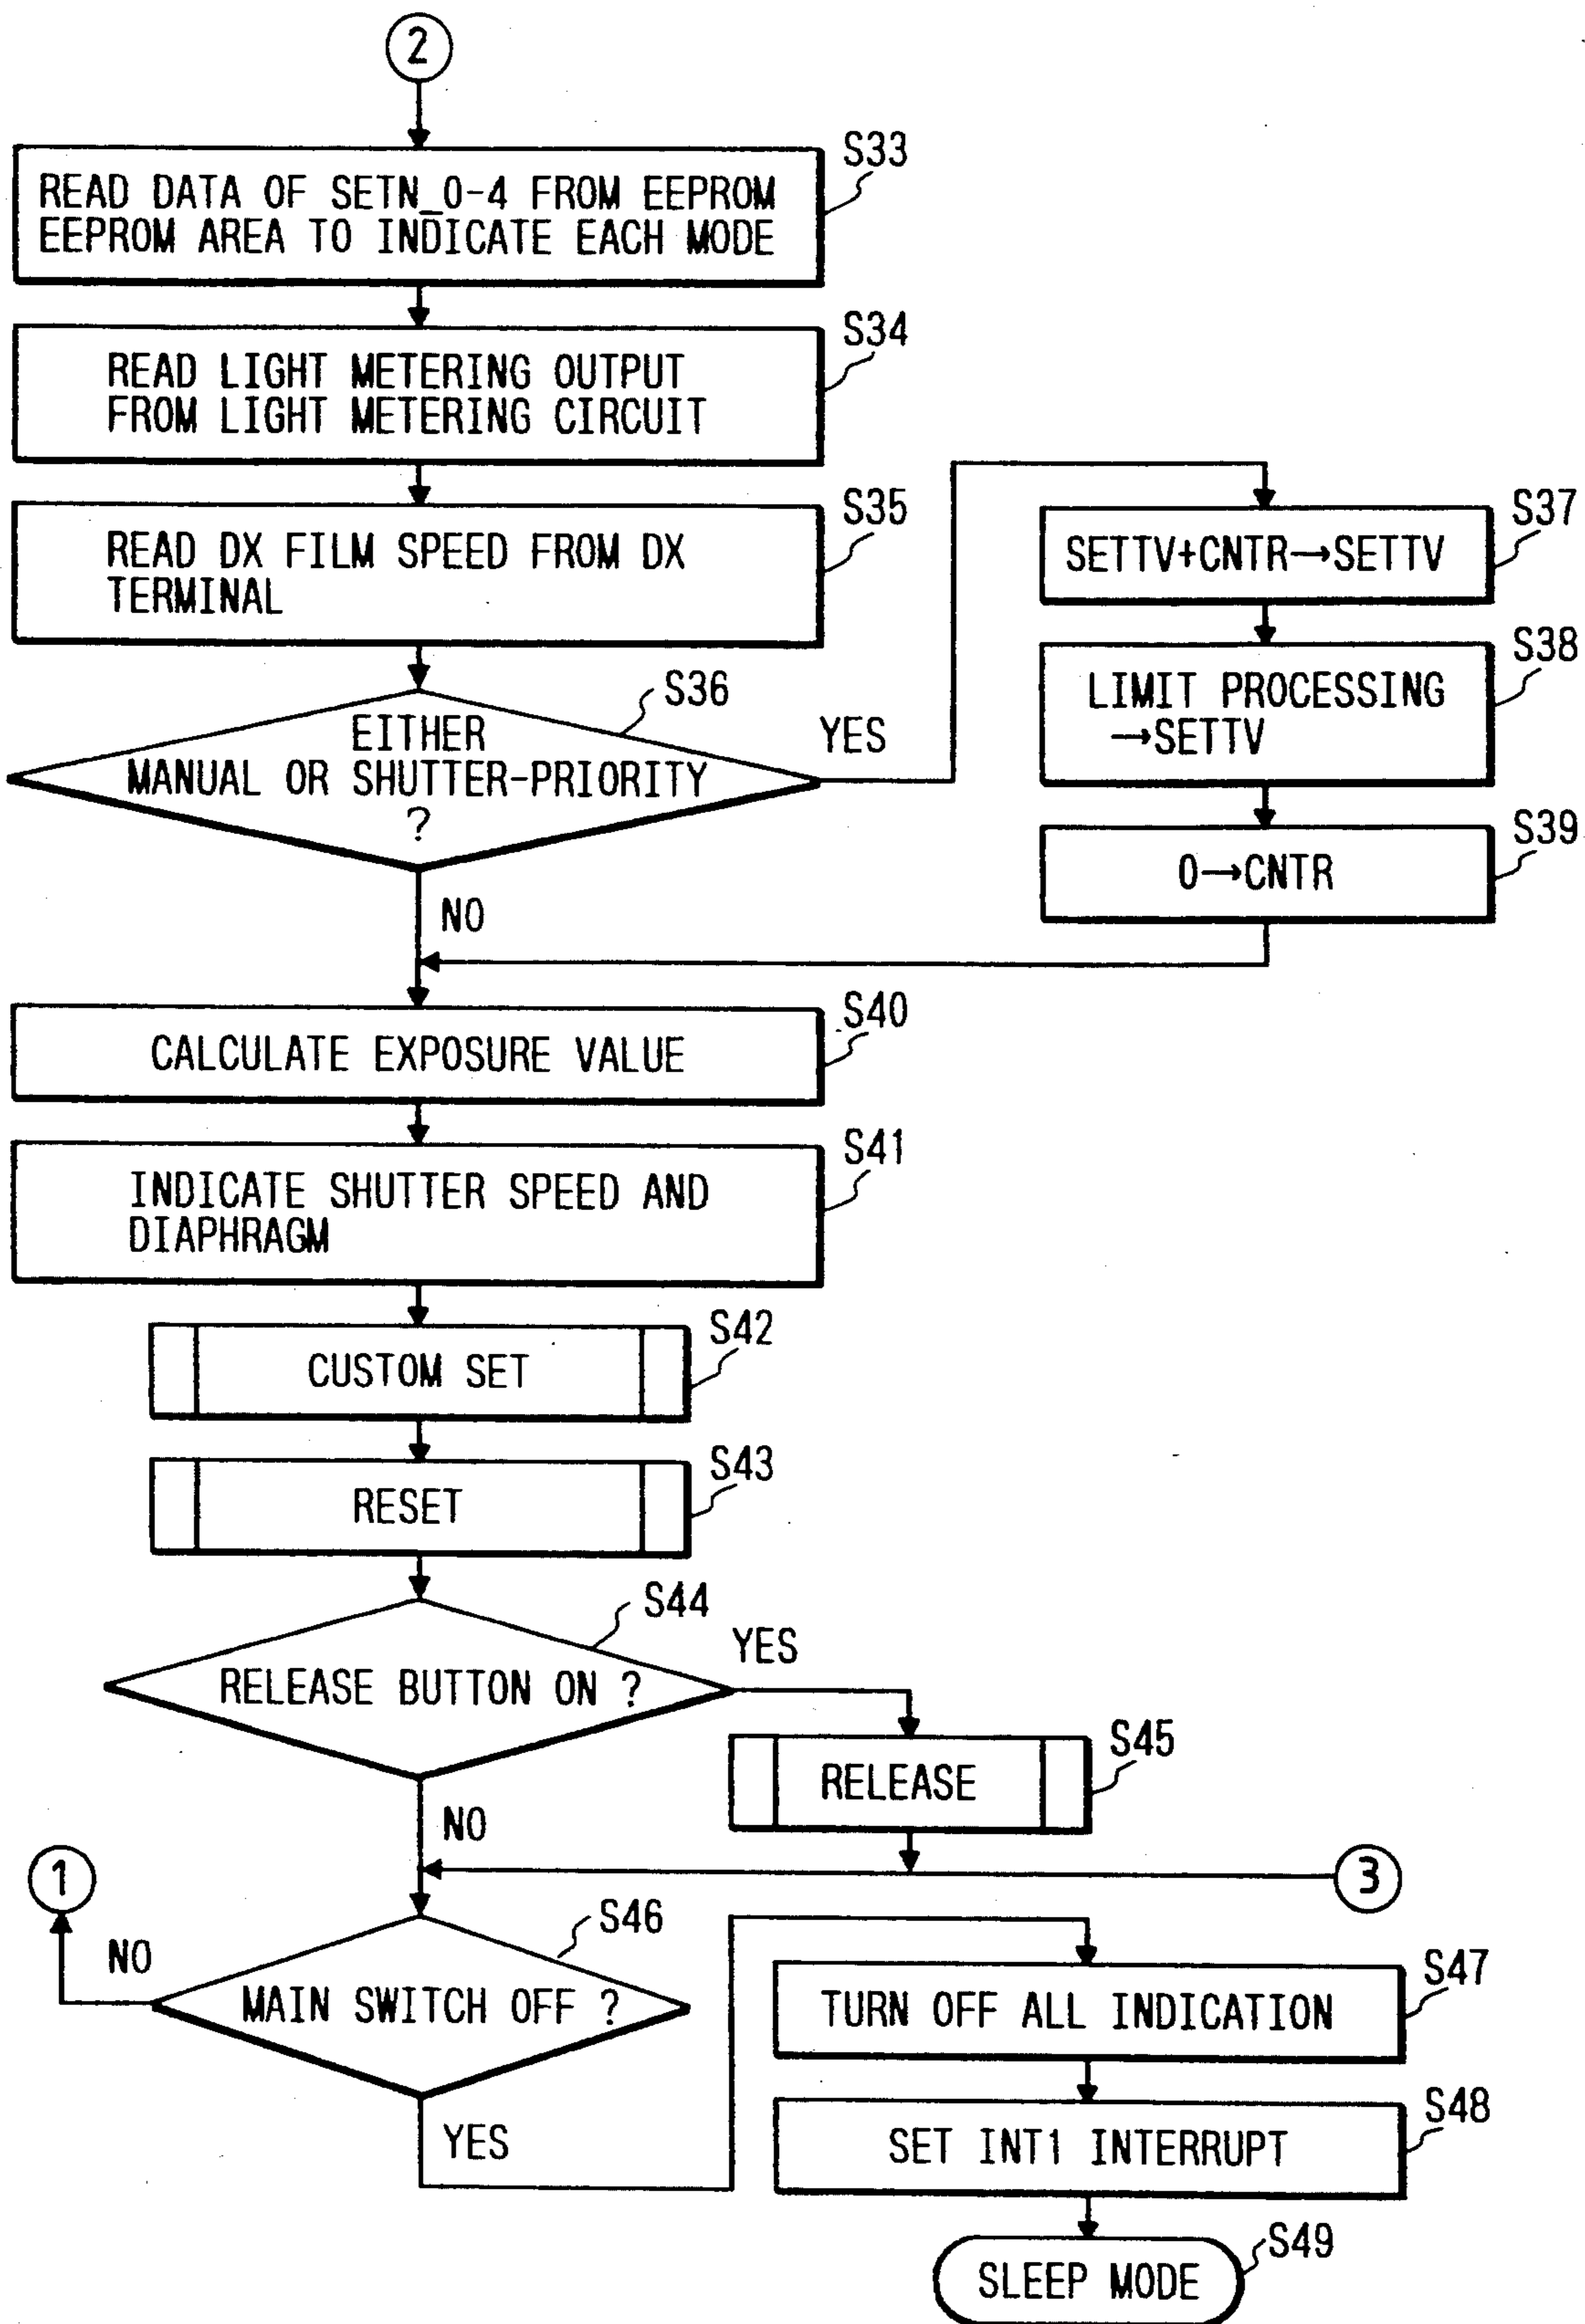 2
S33
READ DATA OF SETN_0-4 FROM EEPROM
EEPROM AREA TO INDICATE EACH MODE
S34
READ LIGHT METERING OUTPUT
FROM LIGHT METERING CIRCUIT
S35
READ DX FILM SPEED FROM DX
TERMINAL
S36
EITHER
MANUAL OR SHUTTER-PRIORITY
?
YES
NO
S37
SETTV+CNTR→SETTV
S38
LIMIT PROCESSING
→SETTV
S39
0→CNTR
S40
CALCULATE EXPOSURE VALUE
S41
INDICATE SHUTTER SPEED AND
DIAPHRAGM
S42
CUSTOM SET
S43
RESET
S44
RELEASE BUTTON ON ?
YES
NO
S45
RELEASE
3
1
S46
MAIN SWITCH OFF ?
NO
YES
S47
TURN OFF ALL INDICATION
S48
SET INT1 INTERRUPT
S49
SLEEP MODE